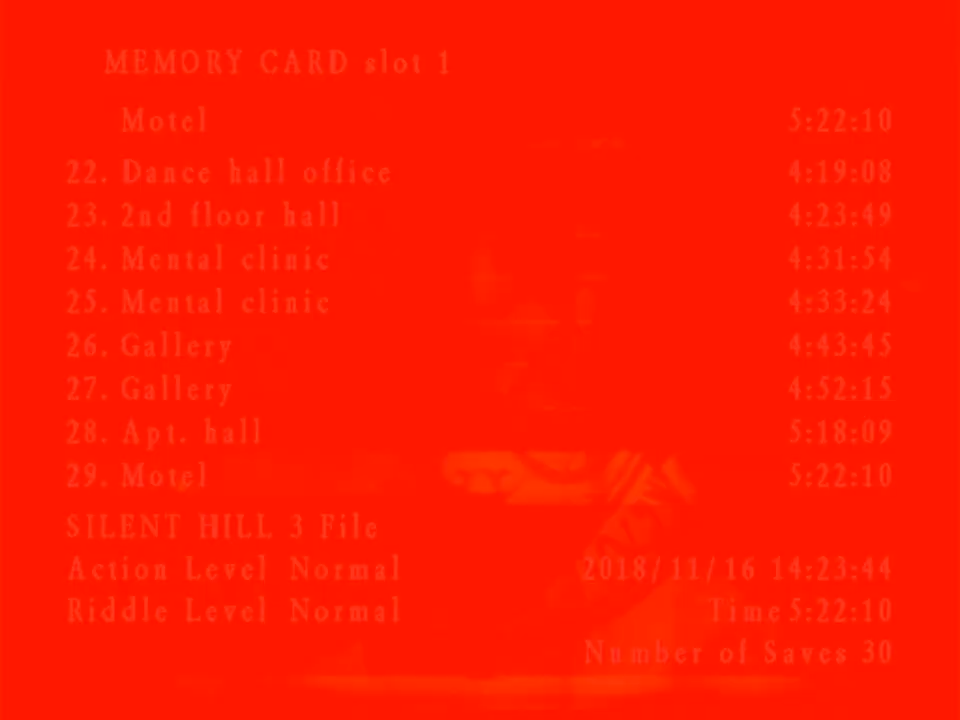 MEMORY CARD slot 1
Motel 5:22:10
22. Dance hall office 4:19:08
23. 2nd floor hall 4:23:49
24. Mental clinic 4:31:54
25. Mental clinic 4:33:24
26. Gallery 4:43:45
27. Gallery 4:52:15
28. Apt. hall 5:18:09
29. Motel 5:22:10
SILENT HILL 3 File
Action Level Normal 2018/11/16 14:23:44
Riddle Level Normal Time 5:22:10
Number of Saves 30